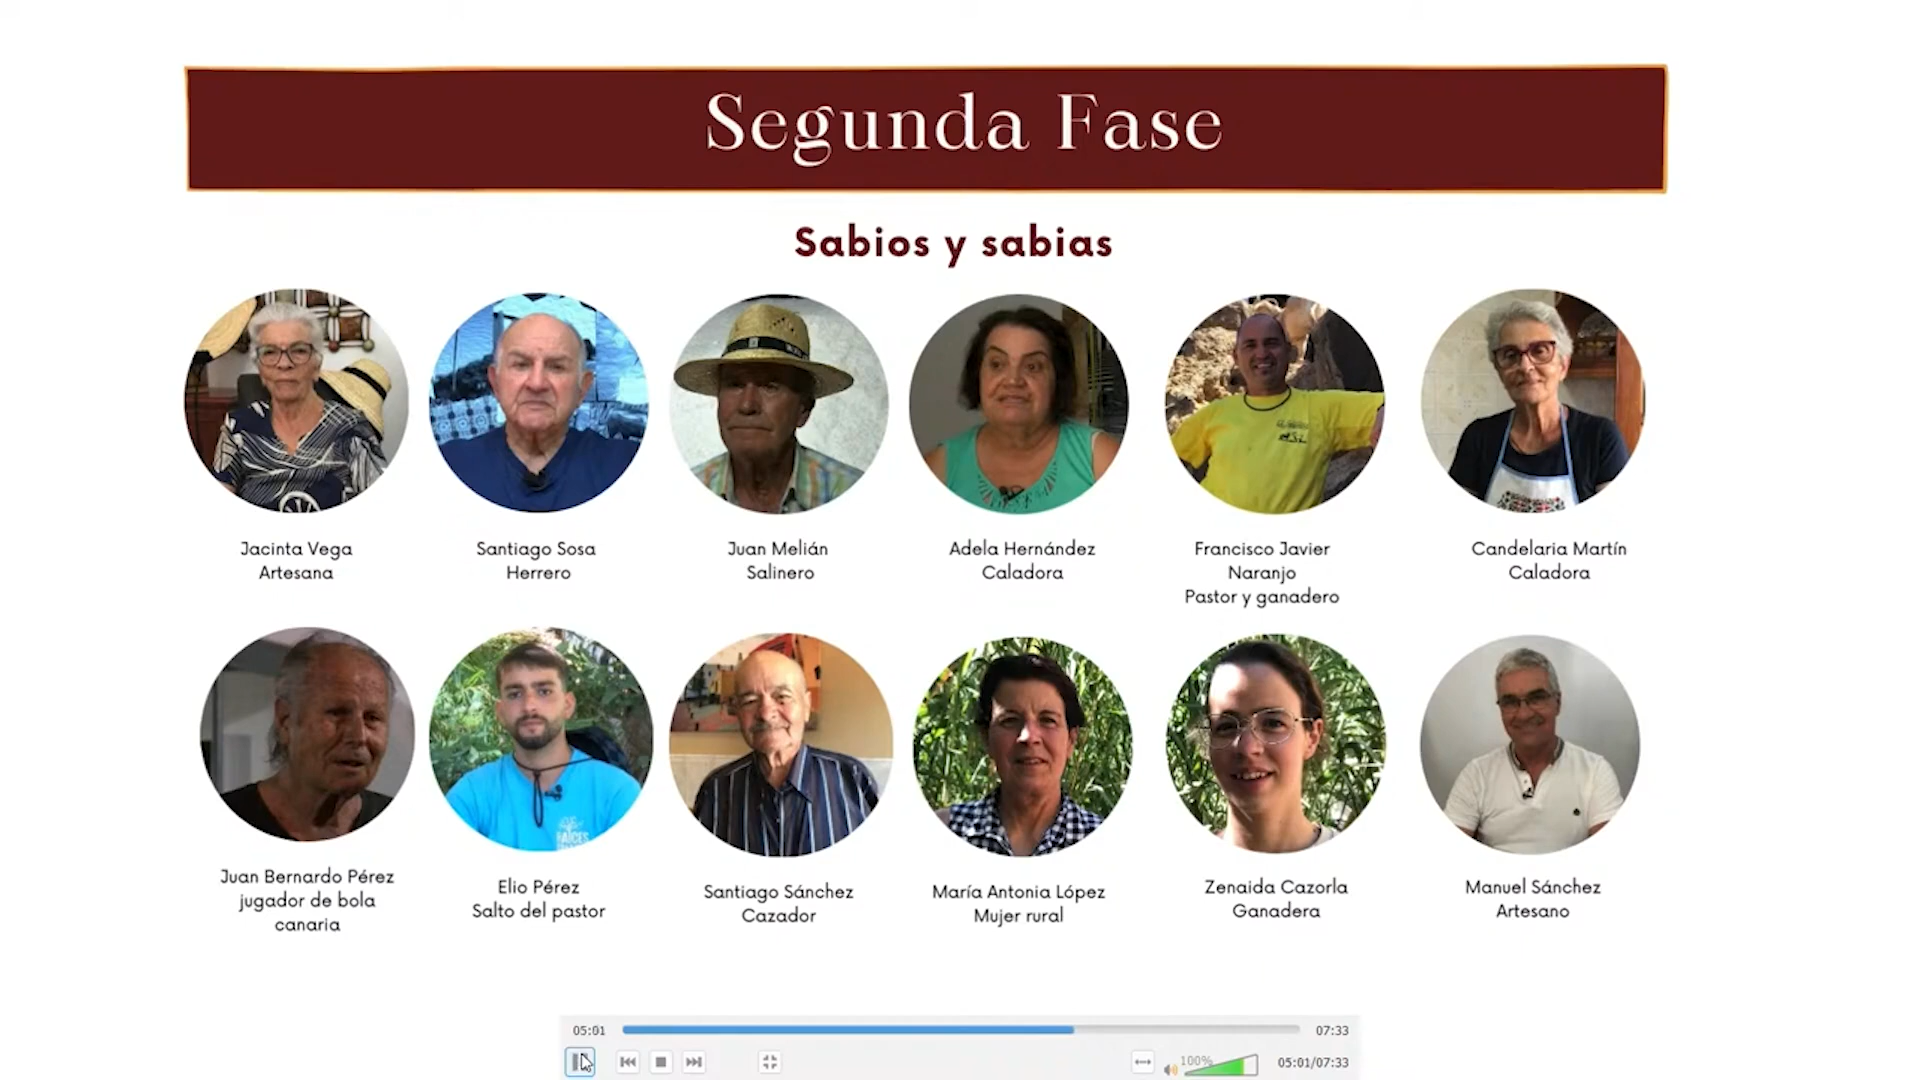 Segunda Fase
Sabios y sabias
Jacinta Vega
Artesana
Santiago Sosa
Herrero
Juan Melián
Salinero
Adela Hernández
Caladora
Francisco Javier
Naranjo
Pastor y ganadero
Candelaria Martín
Caladora
Juan Bernardo Pérez
jugador de bola
canaria
Elio Pérez
Salto del pastor
Santiago Sánchez
Cazador
María Antonia López
Mujer rural
Zenaida Cazorla
Ganadera
Manuel Sánchez
Artesano
05:01
07:33
100%
05:01/07:33